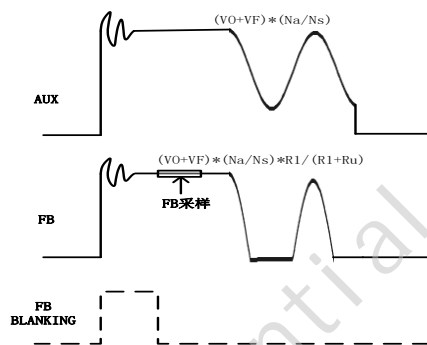 (VO+VF)*(Na/Ns)
AUX
(VO+VF)*(Na/Ns)*R1/(R1+Ru)
FB采样
FB
FB
BLANKING
ntial